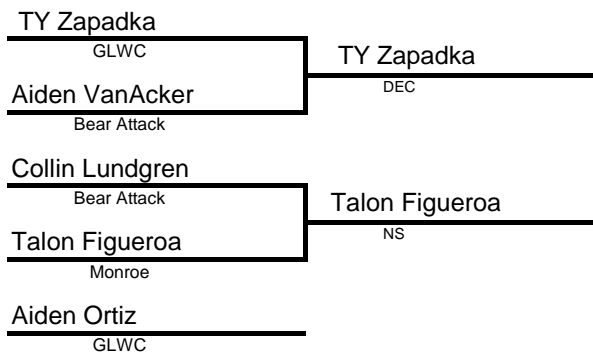 TY Zapadka
GLWC
TY Zapadka
DEC
Aiden VanAcker
Bear Attack
Collin Lundgren
Bear Attack
Talon Figueroa
NS
Talon Figueroa
Monroe
Aiden Ortiz
GLWC